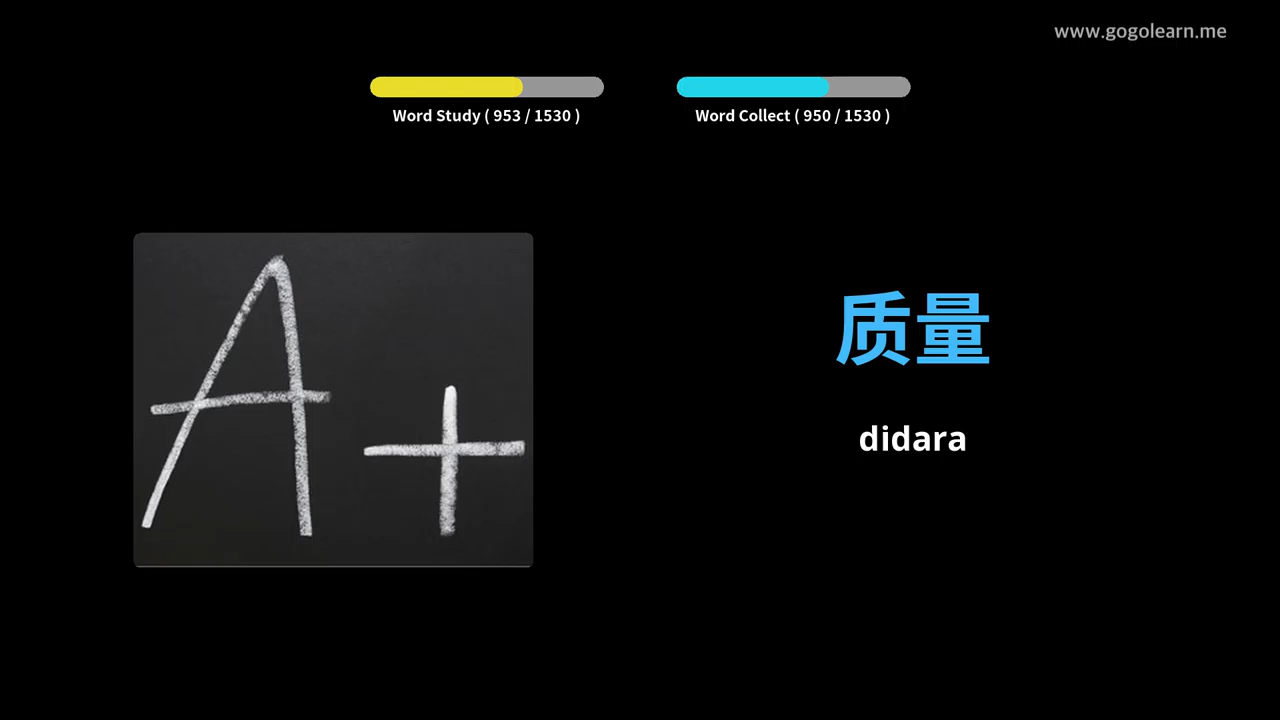 www.gogolearn.me
Word Study ( 953 / 1530 )
Word Collect ( 950 / 1530 )
A+
质量
didara